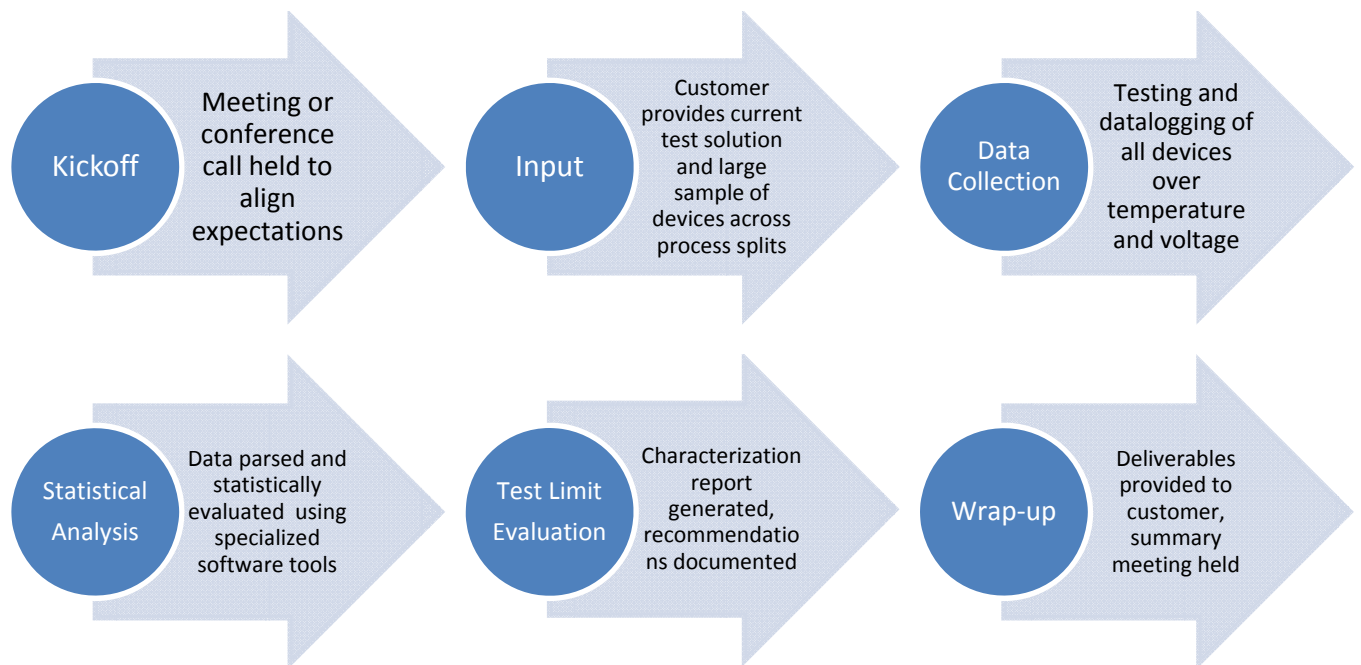 Kickoff
Meeting or
conference
call held to
align
expectations
Input
Customer
provides current
test solution
and large
sample of
devices across
process splits
Data
Collection
Testing and
datalogging of
all devices
over
temperature
and voltage
Statistical
Analysis
Data parsed and
statistically
evaluated using
specialized
software tools
Test Limit
Evaluation
Characterization
report
generated,
recommendatio
ns documented
Wrap-up
Deliverables
provided to
customer,
summary
meeting held